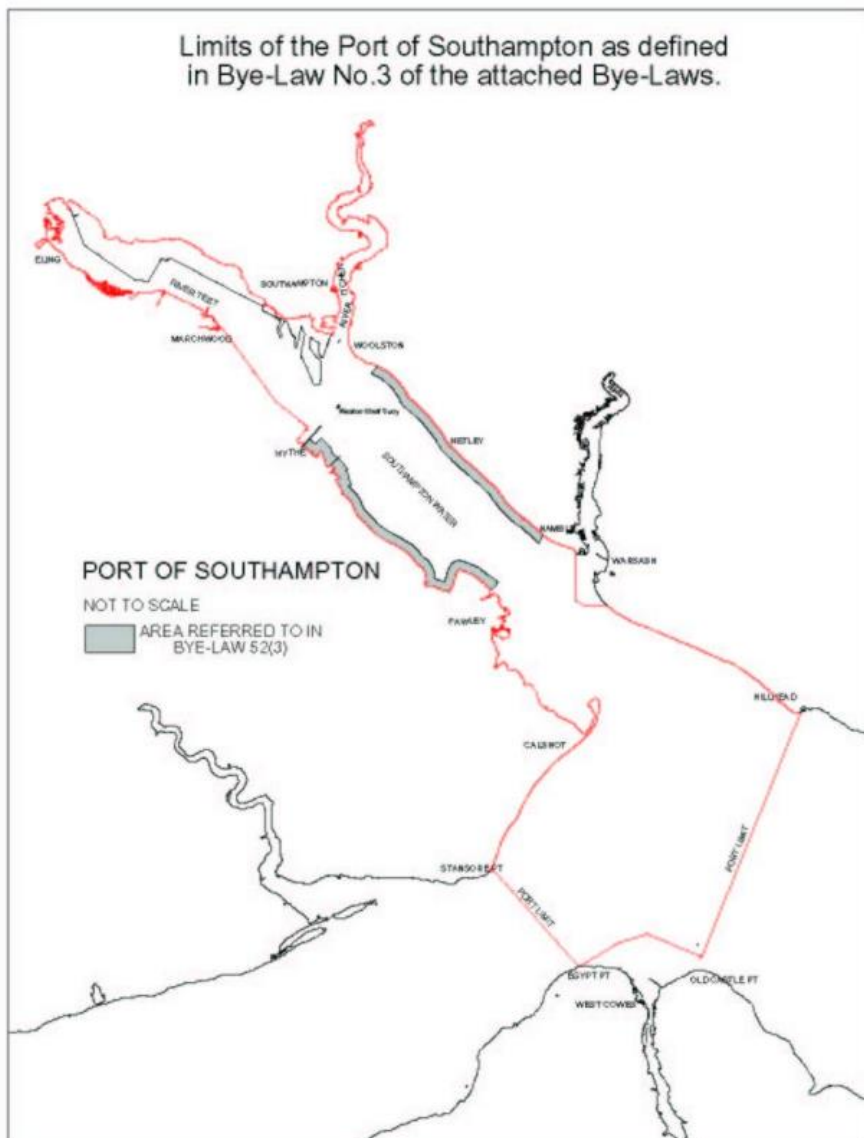 Limits of the Port of Southampton as defined
in Bye-Law No.3 of the attached Bye-Laws.
ELING
SOUTHAMPTON
RIVER ITCHEN
RIVER TEST
MARCHWOOD
WOOLSTON
HYTHE
NETLEY
SOUTHAMPTON WATER
HAMBLE
WARSASH
PORT OF SOUTHAMPTON
NOT TO SCALE
AREA REFERRED TO IN
BYE-LAW 52(3)
FAWLEY
HILLHEAD
CALSHOT
STANSORE PT
PORT LIMIT
PORT LIMIT
EGYPT PT
OLD CASTLE PT
WEST COWES